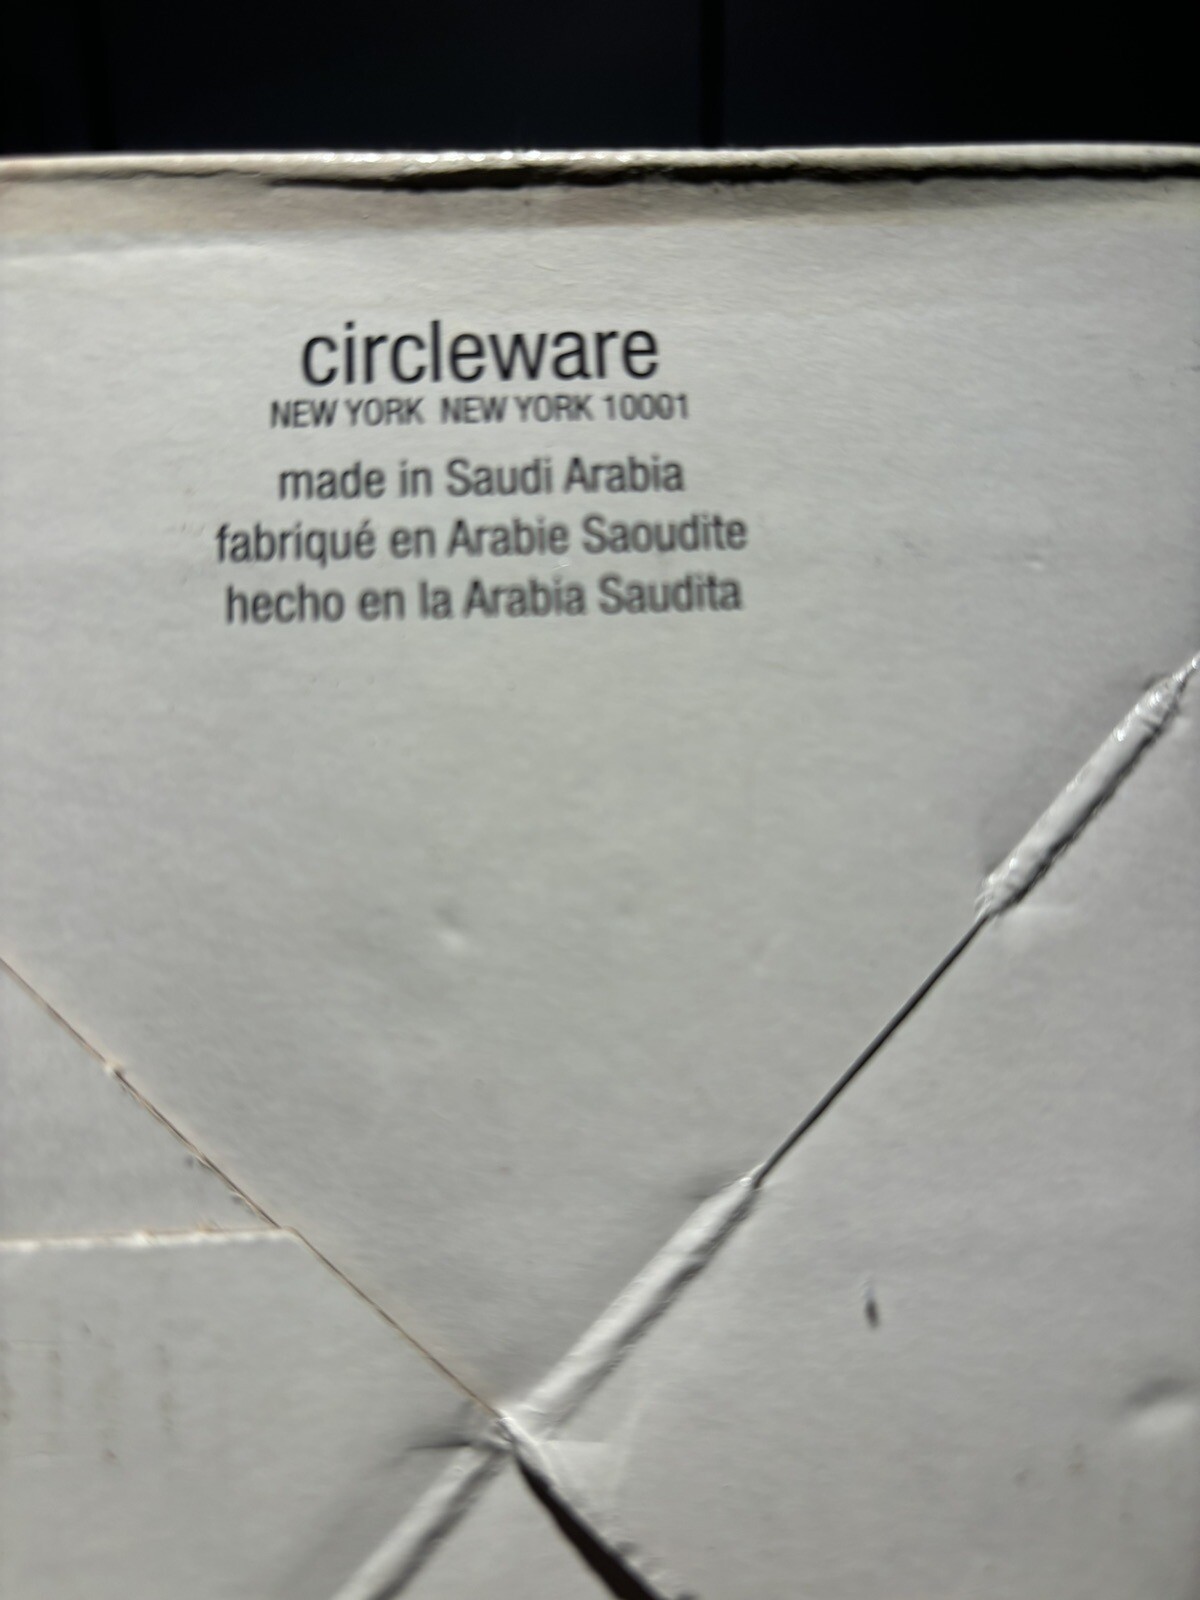 circleware
NEW YORK NEW YORK 10001
made in Saudi Arabia
fabriqué en Arabie Saoudite
hecho en la Arabia Saudita